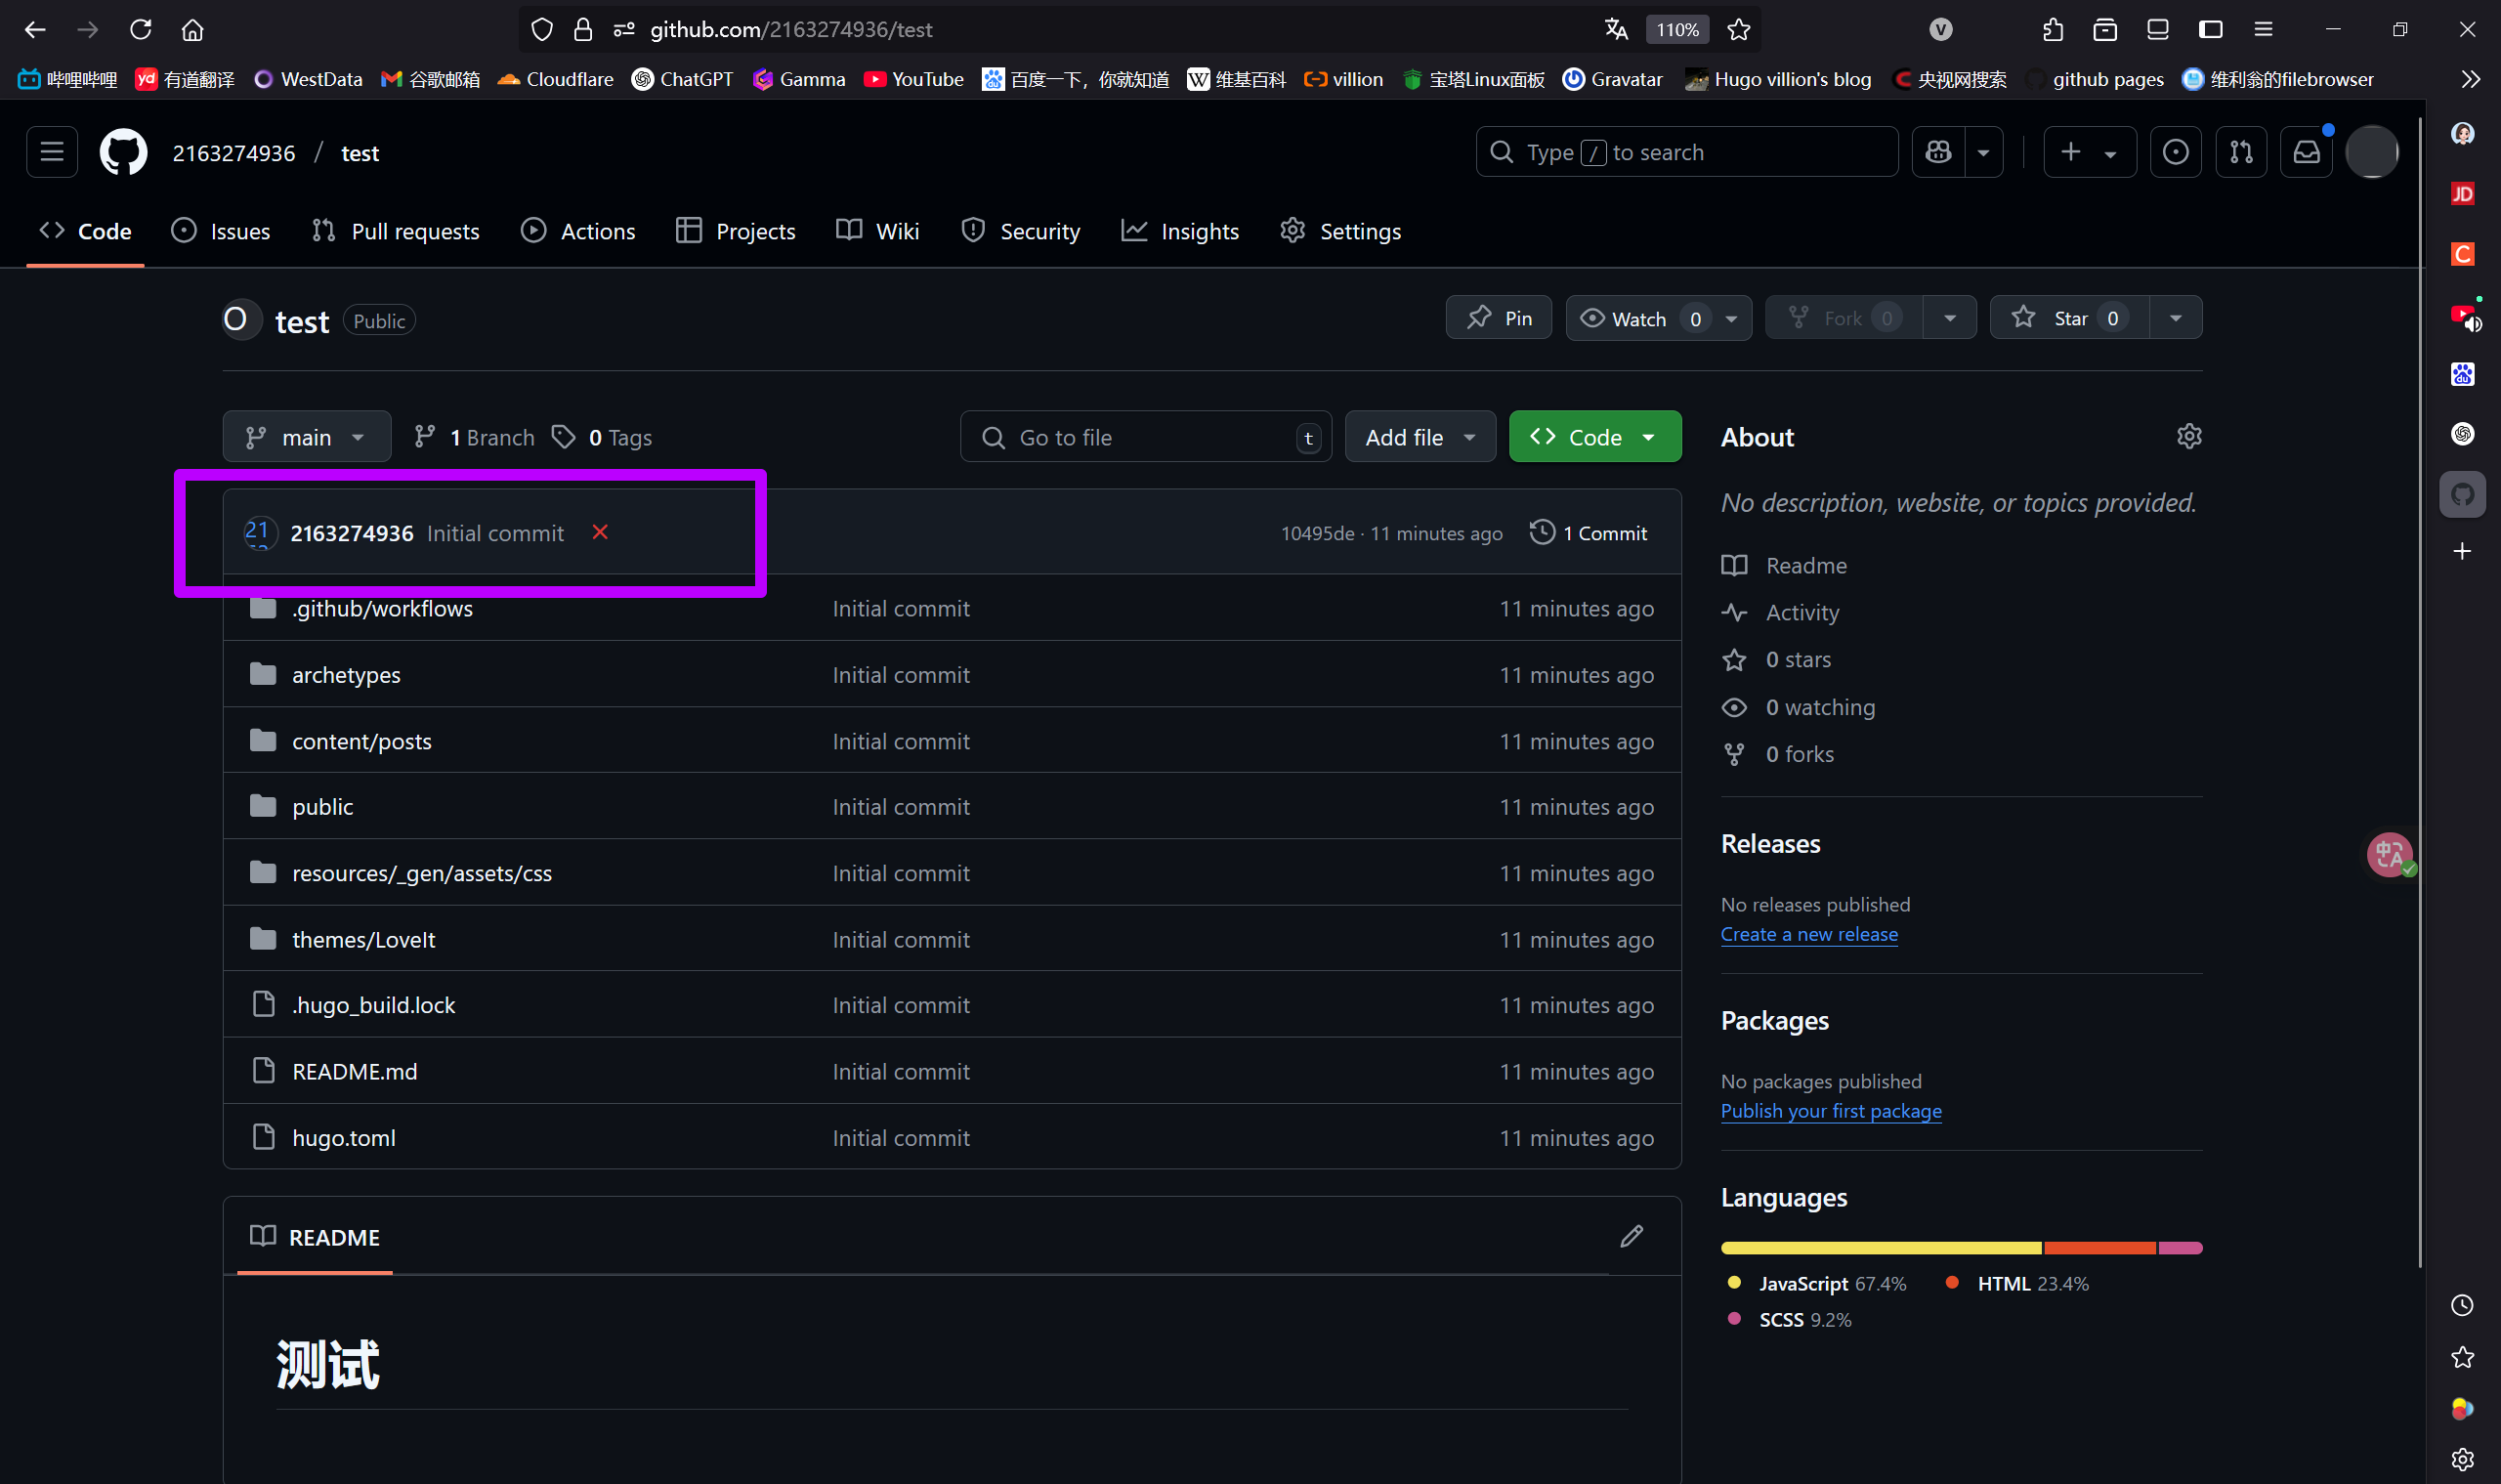 github.com/2163274936/test
110%
V
哔哩哔哩
yd 有道翻译
WestData
谷歌邮箱
Cloudflare
ChatGPT
Gamma
YouTube
du 百度一下，你就知道
W 维基百科
villion
宝塔Linux面板
Gravatar
Hugo villion's blog
央视网搜索
github pages
维利翁的filebrowser
2163274936 / test
Type / to search
Code
Issues
Pull requests
Actions
Projects
Wiki
Security
Insights
Settings
O test Public
Pin
Watch 0
Fork 0
Star 0
main
1 Branch
0 Tags
Go to file t
Add file
Code
2163274936 Initial commit
10495de · 11 minutes ago
1 Commit
.github/workflows Initial commit 11 minutes ago
archetypes Initial commit 11 minutes ago
content/posts Initial commit 11 minutes ago
public Initial commit 11 minutes ago
resources/_gen/assets/css Initial commit 11 minutes ago
themes/LoveIt Initial commit 11 minutes ago
.hugo_build.lock Initial commit 11 minutes ago
README.md Initial commit 11 minutes ago
hugo.toml Initial commit 11 minutes ago
README
测试
About
No description, website, or topics provided.
Readme
Activity
0 stars
0 watching
0 forks
Releases
No releases published
Create a new release
Packages
No packages published
Publish your first package
Languages
JavaScript 67.4%
HTML 23.4%
SCSS 9.2%
JD
C
du
中A